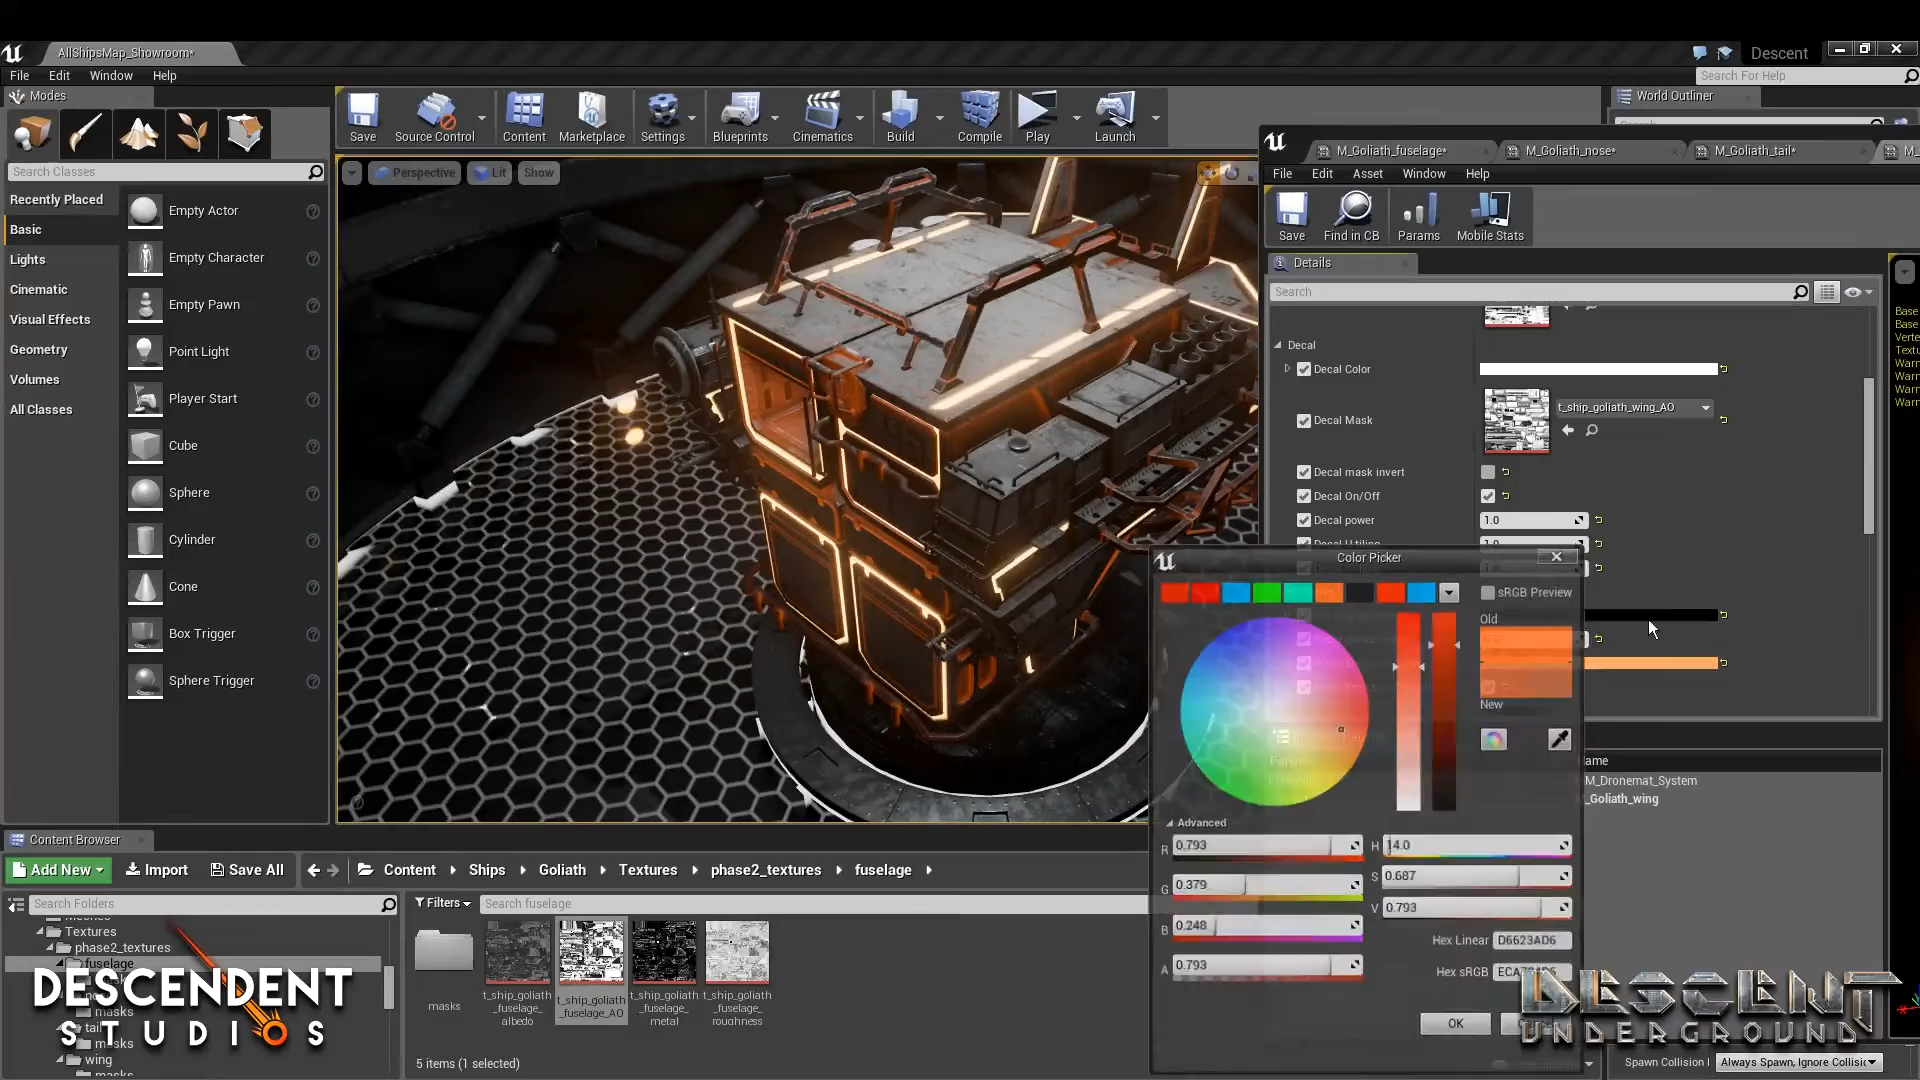 AllShipsMap_Showroom*
Descent
File Edit Window Help
Search For Help
Modes
World Outliner
Save
Source Control
Content
Marketplace
Settings
Blueprints
Cinematics
Build
Compile
Play
Launch
M_Goliath_fuselage*
M_Goliath_nose*
M_Goliath_tail*
File Edit Asset Window Help
Search Classes
Perspective
Lit
Show
Save
Find in CB
Params
Mobile Stats
Recently Placed
Basic
Lights
Cinematic
Visual Effects
Geometry
Volumes
All Classes
Empty Actor
Empty Character
Empty Pawn
Point Light
Player Start
Cube
Sphere
Cylinder
Cone
Box Trigger
Sphere Trigger
Details
Search
Base
Base
Decal
Decal Color
Decal Mask
t_ship_goliath_wing_AO
Decal mask invert
Decal On/Off
Decal power
1.0
Color Picker
sRGB Preview
Old
New
Advanced
R 0.793
G 0.379
B 0.248
A 0.793
H 14.0
S 0.687
V 0.793
Hex Linear D6623AD6
Hex sRGB
OK
M_Dronemat_System
_Goliath_wing
Content Browser
Add New
Import
Save All
Content
Ships
Goliath
Textures
phase2_textures
fuselage
Search Folders
Filters
Search fuselage
Textures
phase2_textures
fuselage
masks
tail
masks
wing
masks
masks
t_ship_goliath
_fuselage_
albedo
t_ship_goliath
_fuselage_AO
t_ship_goliath
_fuselage_
metal
t_ship_goliath
_fuselage_
roughness
5 items (1 selected)
DESCENDENT
STUDIOS
DESCENT
UNDERGROUND
Spawn Collision
Always Spawn, Ignore Collisic